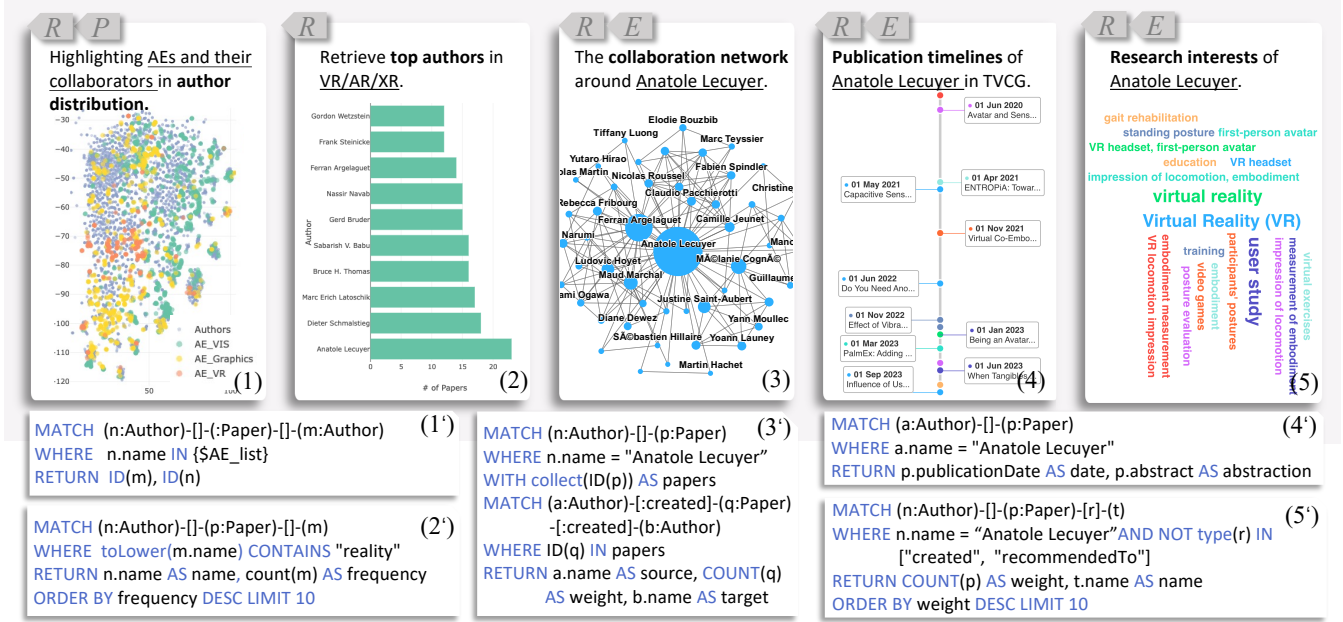 R P
Highlighting AEs and their
collaborators in author
distribution.
−30
−40
−50
−60
−70
−80
−90
-100
-110
-120
50
Authors
AE_VIS
AE_Graphics
AE_VR
(1)
R
Retrieve top authors in
VR/AR/XR.
Author
Gordon Wetzstein
Frank Steinicke
Ferran Argelaguet
Nassir Navab
Gerd Bruder
Sabarish V. Babu
Bruce H. Thomas
Marc Erich Latoschik
Dieter Schmalstieg
Anatole Lecuyer
0 5 10 15 20
# of Papers
(2)
R E
The collaboration network
around Anatole Lecuyer.
Elodie Bouzbib
Tiffany Luong
Marc Teyssier
Yutaro Hirao
Fabien Spindler
olas Martin
Nicolas Roussel
Christine
Claudio Pacchierotti
Rebecca Fribourg
Ferran Argelaguet
Camille Jeunet
Narumi
Anatole Lecuyer
Manc
Ludovic Hoyet
MÃ©lanie CognÃ©
Maud Marchal
Guillaume
ami Ogawa
Justine Saint-Aubert
Diane Dewez
Yann Moullec
SÃ©bastien Hillaire
Yoann Launey
Martin Hachet
(3)
R E
Publication timelines of
Anatole Lecuyer in TVCG.
01 Jun 2020
Avatar and Sens...
01 Apr 2021
ENTROPiA: Towar...
01 May 2021
Capacitive Sens...
01 Nov 2021
Virtual Co-Embo...
01 Jun 2022
Do You Need Ano...
01 Nov 2022
Effect of Vibra...
01 Jan 2023
Being an Avatar...
01 Mar 2023
PalmEx: Adding ...
01 Jun 2023
When Tangibles
01 Sep 2023
Influence of Us...
(4)
R E
Research interests of
Anatole Lecuyer.
gait rehabilitation
standing posture first-person avatar
VR headset, first-person avatar
education VR headset
impression of locomotion, embodiment
virtual reality
Virtual Reality (VR)
VR locomotion impression
embodiment measurement
training
posture evaluation
video games
embodiment
participants' postures
user study
impression of locomotion
measurement of embodiment
virtual exercises
(5)
MATCH (n:Author)-[]-(:Paper)-[]-(m:Author)
WHERE n.name IN {$AE_list}
RETURN ID(m), ID(n)
(1‘)
MATCH (n:Author)-[]-(p:Paper)-[]-(m)
WHERE toLower(m.name) CONTAINS "reality"
RETURN n.name AS name, count(m) AS frequency
ORDER BY frequency DESC LIMIT 10
(2‘)
MATCH (n:Author)-[]-(p:Paper)
WHERE n.name = "Anatole Lecuyer”
WITH collect(ID(p)) AS papers
MATCH (a:Author)-[:created]-(q:Paper)
-[:created]-(b:Author)
WHERE ID(q) IN papers
RETURN a.name AS source, COUNT(q)
AS weight, b.name AS target
(3‘)
MATCH (a:Author)-[]-(p:Paper)
WHERE a.name = "Anatole Lecuyer"
RETURN p.publicationDate AS date, p.abstract AS abstraction
(4‘)
MATCH (n:Author)-[]-(p:Paper)-[r]-(t)
WHERE n.name = “Anatole Lecuyer”AND NOT type(r) IN
["created", "recommendedTo"]
RETURN COUNT(p) AS weight, t.name AS name
ORDER BY weight DESC LIMIT 10
(5‘)